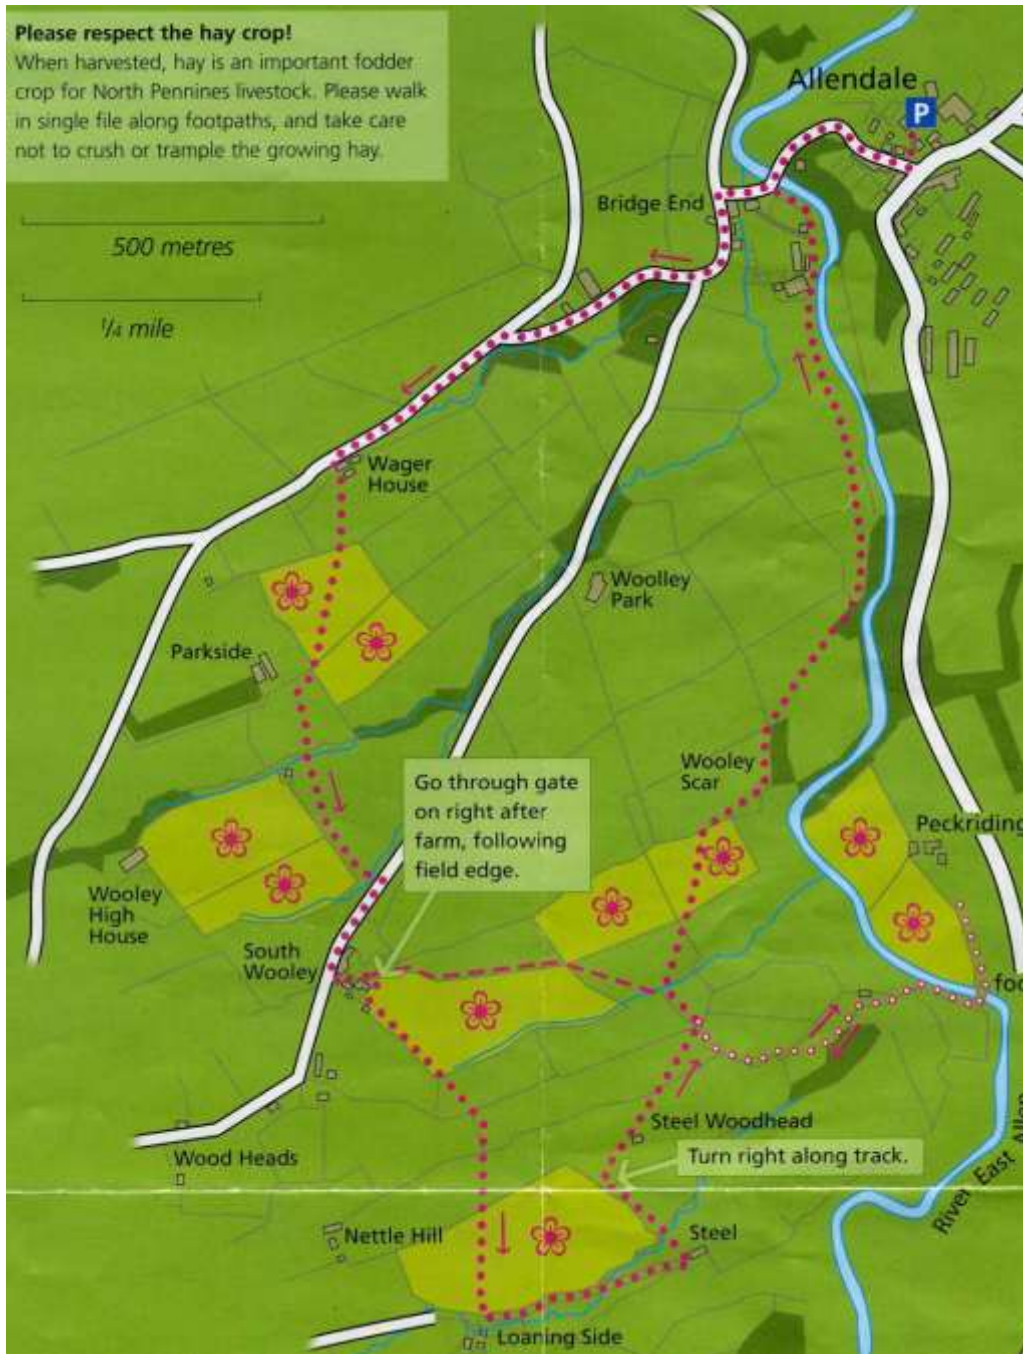 Please respect the hay crop!
When harvested, hay is an important fodder
crop for North Pennines livestock. Please walk
in single file along footpaths, and take care
not to crush or trample the growing hay.
Allendale
P
Bridge End
500 metres
1/4 mile
Wager
House
Woolley
Park
Parkside
Wooley
Scar
Go through gate
on right after
farm, following
field edge.
Peckriding
Wooley
High
House
South
Wooley
foo
Steel Woodhead
Turn right along track.
Wood Heads
River East Allen
Nettle Hill
Steel
Loaning Side